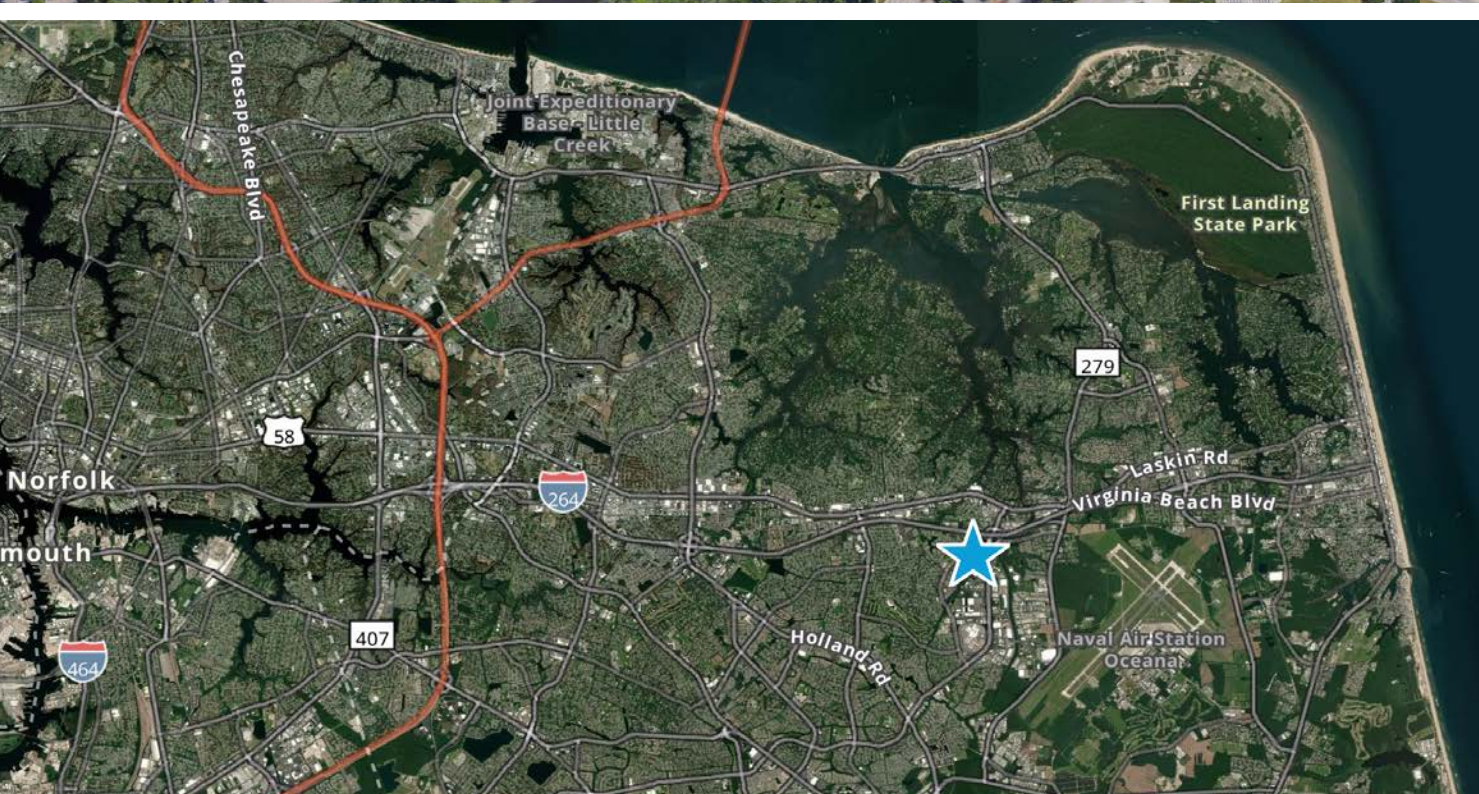 Chesapeake Blvd
Joint Expeditionary
Base - Little
Creek
First Landing
State Park
279
58
Laskin Rd
Norfolk
264
Virginia Beach Blvd
mouth
407
Holland Rd
Naval Air Station
Oceana
464